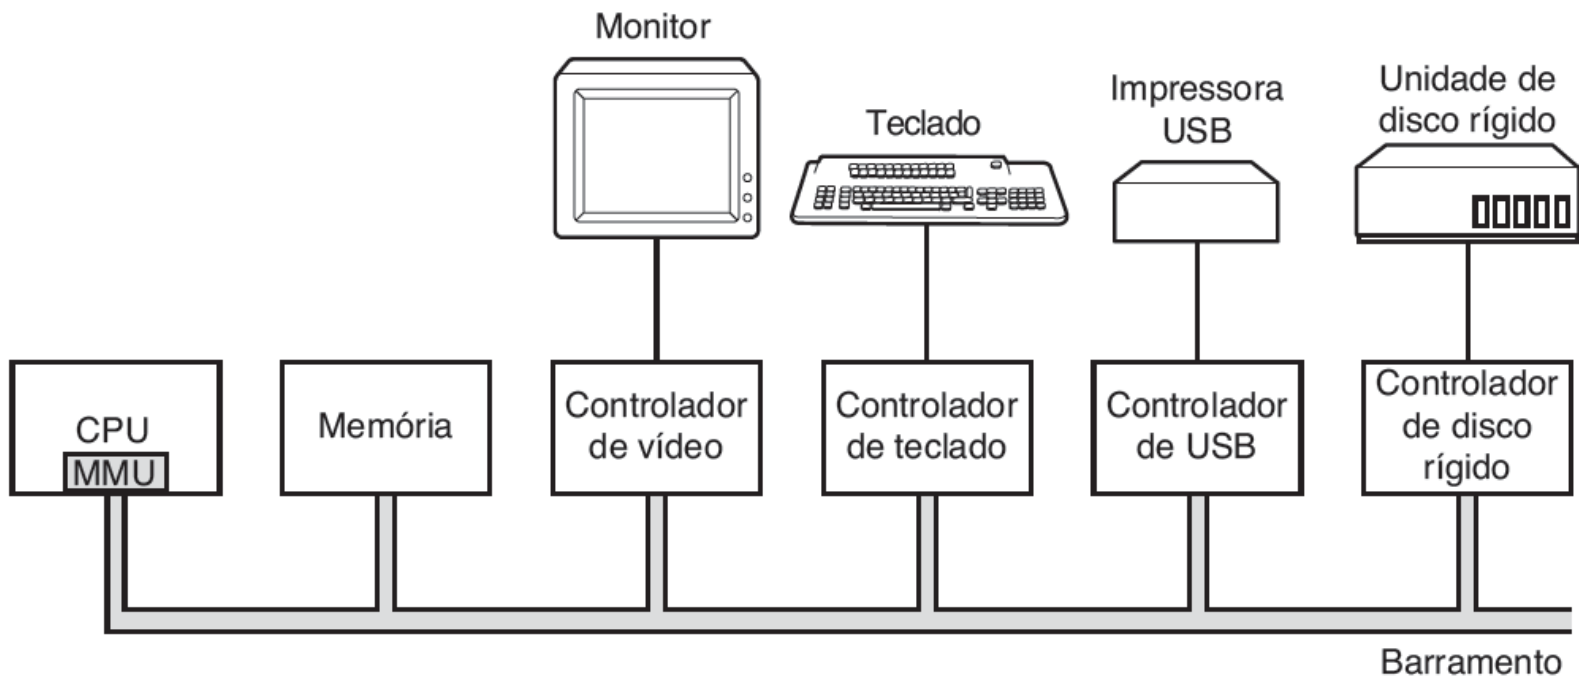 Monitor
Teclado
Impressora
USB
Unidade de
disco rígido
CPU
MMU
Memória
Controlador
de vídeo
Controlador
de teclado
Controlador
de USB
Controlador
de disco
rígido
Barramento